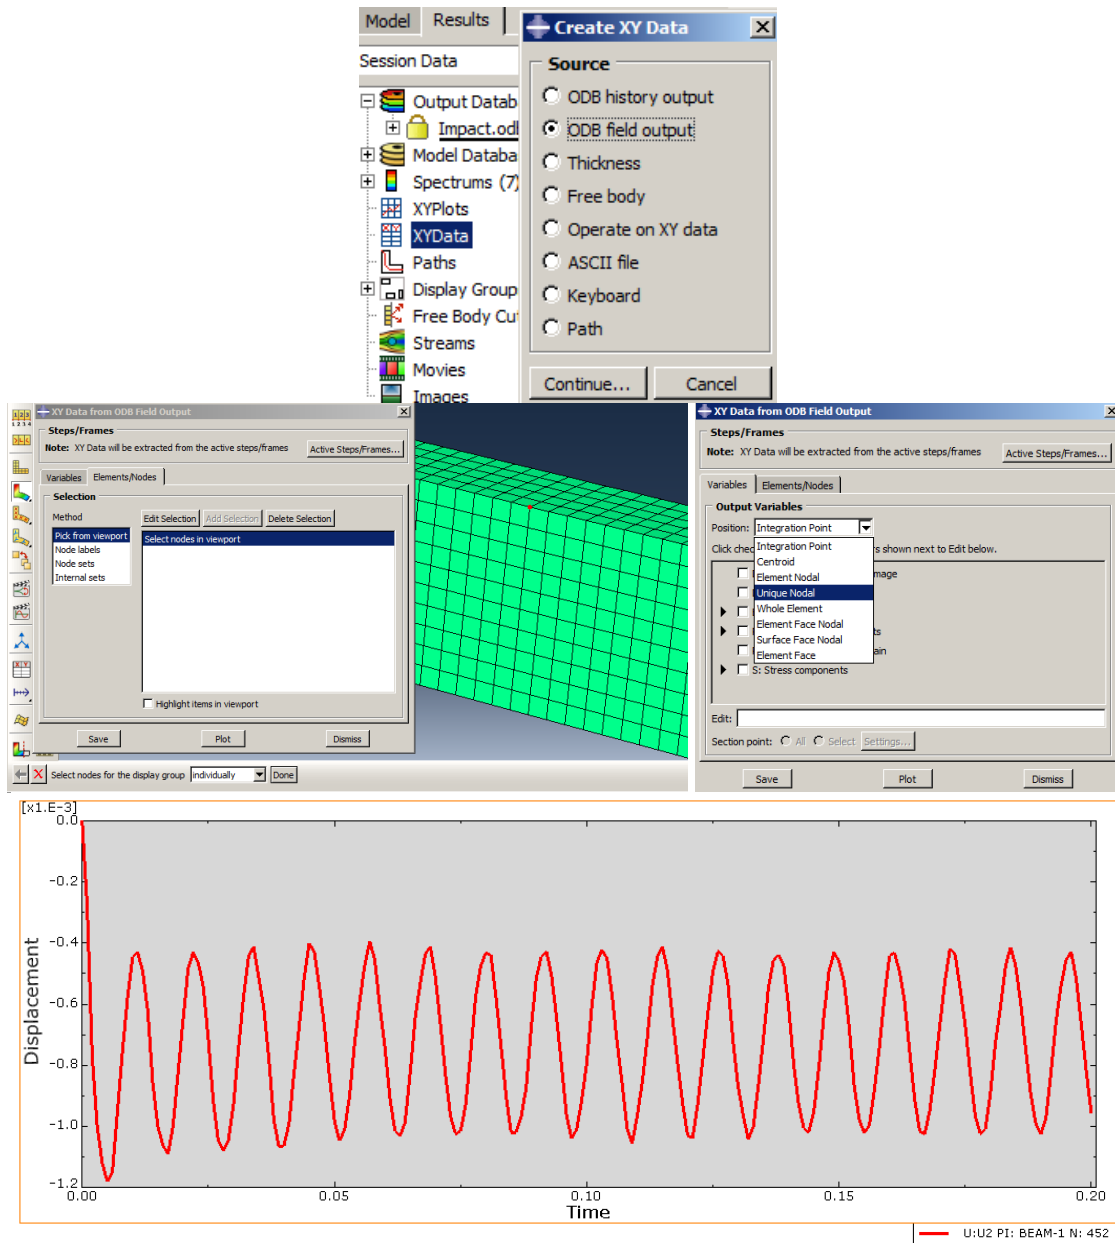 Model Results
Create XY Data
Session Data
Source
Output Datab
Impact.odl
Model Databa
Spectrums (7)
XYPlots
XYData
Paths
Display Group
Free Body Cu
Streams
Movies
Images
ODB history output
ODB field output
Thickness
Free body
Operate on XY data
ASCII file
Keyboard
Path
Continue... Cancel
XY Data from ODB Field Output
Steps/Frames
Note: XY Data will be extracted from the active steps/frames Active Steps/Frames...
Variables Elements/Nodes
Selection
Method
Edit Selection Add Selection Delete Selection
Pick from viewport
Node labels
Node sets
Internal sets
Select nodes in viewport
Highlight items in viewport
Save Plot Dismiss
Select nodes for the display group individually Done
XY Data from ODB Field Output
Steps/Frames
Note: XY Data will be extracted from the active steps/frames Active Steps/Frames...
Variables Elements/Nodes
Output Variables
Position: Integration Point
Click chec rs shown next to Edit below.
Integration Point
Centroid
Element Nodal
Unique Nodal
Whole Element
Element Face Nodal
Surface Face Nodal
Element Face
mage
ts
ain
S: Stress components
Edit:
Section point: All Select Settings...
Save Plot Dismiss
[x1.E-3]
0.0
-0.2
-0.4
-0.6
-0.8
-1.0
-1.2
Displacement
0.00 0.05 0.10 0.15 0.20
Time
U:U2 PI: BEAM-1 N: 452